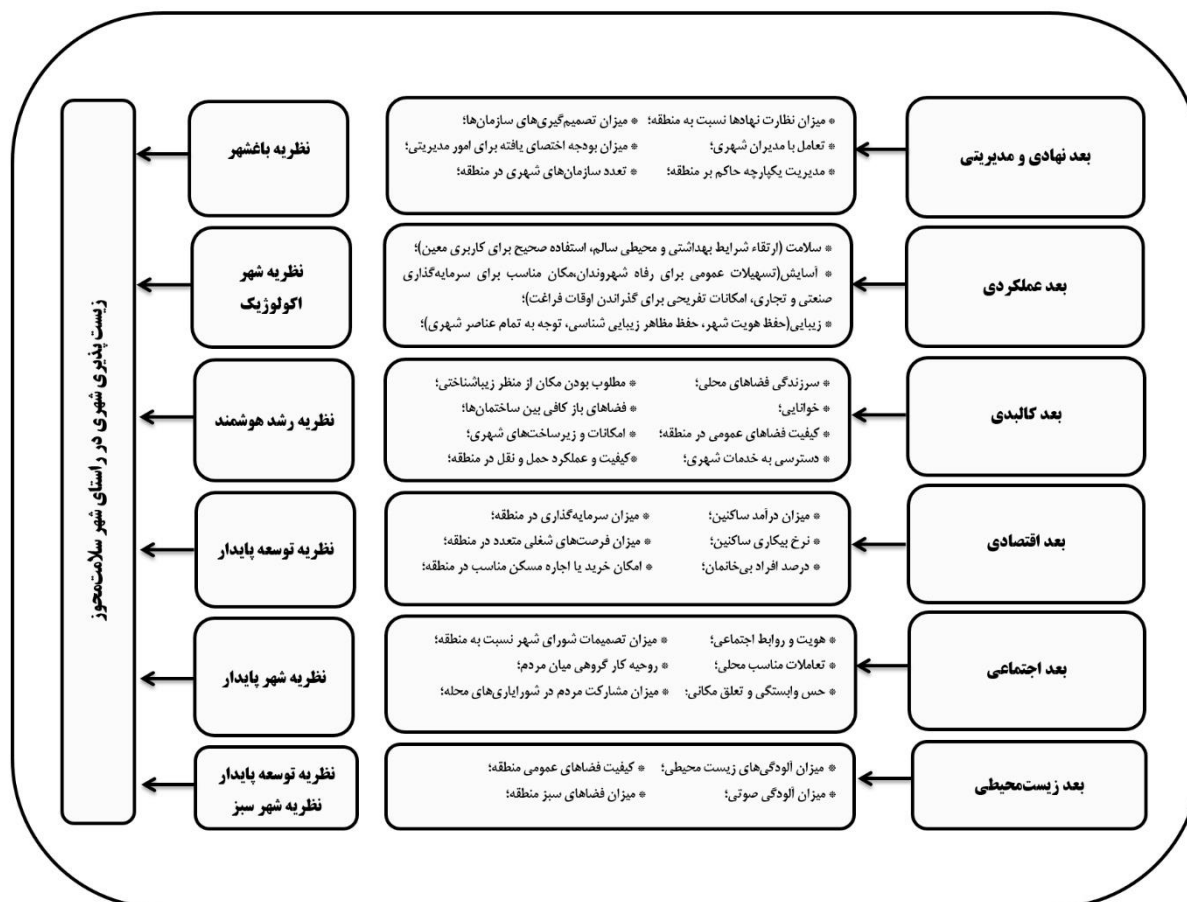 بعد نهادی و مدیریتی
* میزان نظارت نهادها نسبت به منطقه؛ * میزان تصمیم‌گیری‌های سازمان‌ها؛
* تعامل با مدیران شهری؛ * میزان بودجه اختصای یافته برای امور مدیریتی؛
* مدیریت یکپارچه حاکم بر منطقه؛ * تعدد سازمان‌های شهری در منطقه؛
نظریه باغشهر
بعد عملکردی
* سلامت (ارتقاء شرایط بهداشتی و محیطی سالم، استفاده صحیح برای کاربری معین)؛
* آسایش(تسهیلات عمومی برای رفاه شهروندان،مکان مناسب برای سرمایه‌گذاری
صنعتی و تجاری، امکانات تفریحی برای گذراندن اوقات فراغت)؛
* زیبایی(حفظ هویت شهر، حفظ مظاهر زیبایی شناسی، توجه به تمام عناصر شهری)؛
نظریه شهر
اکولوژیک
بعد کالبدی
* سرزندگی فضاهای محلی؛ * مطلوب بودن مکان از منظر زیباشناختی؛
* خوانایی؛ * فضاهای باز کافی بین ساختمان‌ها؛
* کیفیت فضاهای عمومی در منطقه؛ * امکانات و زیرساخت‌های شهری؛
* دسترسی به خدمات شهری؛ *کیفیت و عملکرد حمل و نقل در منطقه؛
نظریه رشد هوشمند
بعد اقتصادی
* میزان درآمد ساکنین؛ * میزان سرمایه‌گذاری در منطقه؛
* نرخ بیکاری ساکنین؛ * میزان فرصت‌های شغلی متعدد در منطقه؛
* درصد افراد بی‌خانمان؛ * امکان خرید یا اجاره مسکن مناسب در منطقه؛
نظریه توسعه پایدار
بعد اجتماعی
* هویت و روابط اجتماعی؛ * میزان تصمیمات شورای شهر نسبت به منطقه؛
* تعاملات مناسب محلی؛ * روحیه کار گروهی میان مردم؛
* حس وابستگی و تعلق مکانی؛ * میزان مشارکت مردم در شورایاری‌های محله؛
نظریه شهر پایدار
بعد زیست‌محیطی
* میزان آلودگی‌های زیست محیطی؛ * کیفیت فضاهای عمومی منطقه؛
* میزان آلودگی صوتی؛ * میزان فضاهای سبز منطقه؛
نظریه توسعه پایدار
نظریه شهر سبز
زیست پذیری شهری در راستای شهر سلامت‌محوز